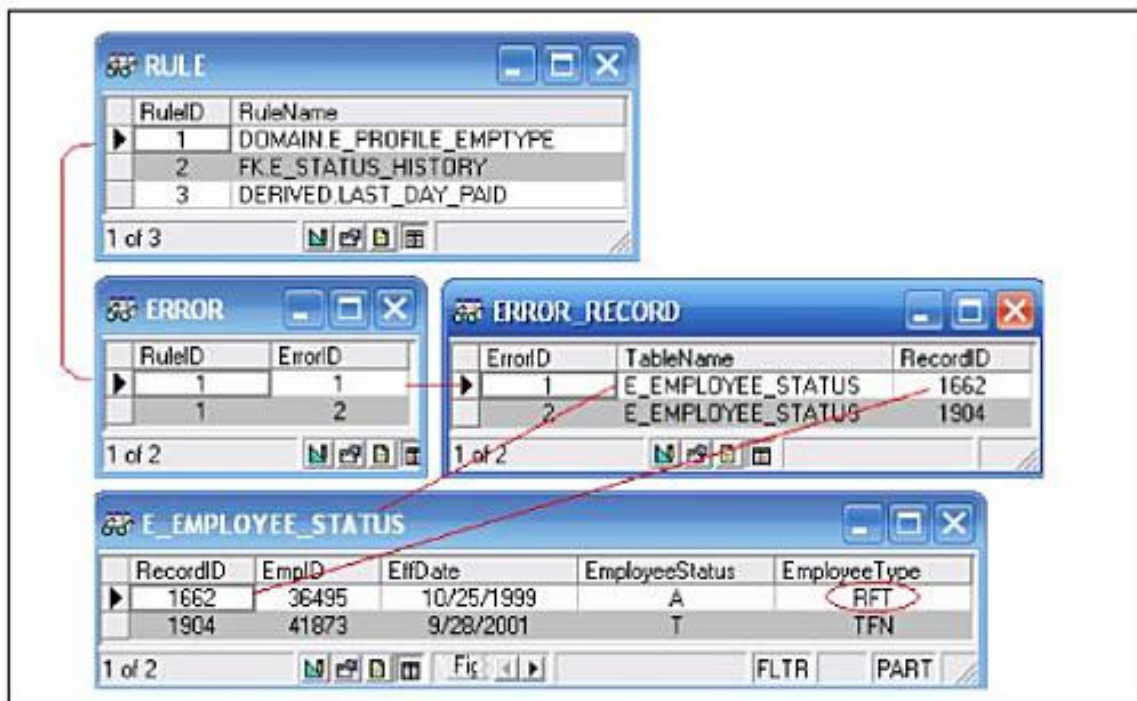 RULE
RuleID RuleName
1 DOMAIN.E_PROFILE_EMPTYPE
2 FK.E_STATUS_HISTORY
3 DERIVED.LAST_DAY_PAID
1 of 3
ERROR
RuleID ErrorID
1 1
1 2
1 of 2
ERROR_RECORD
ErrorID TableName RecordID
1 E_EMPLOYEE_STATUS 1662
2 E_EMPLOYEE_STATUS 1904
1 of 2
E_EMPLOYEE_STATUS
RecordID EmpID EffDate EmployeeStatus EmployeeType
1662 36495 10/25/1999 A RFT
1904 41873 9/28/2001 T TFN
1 of 2 Fig FLTR PART